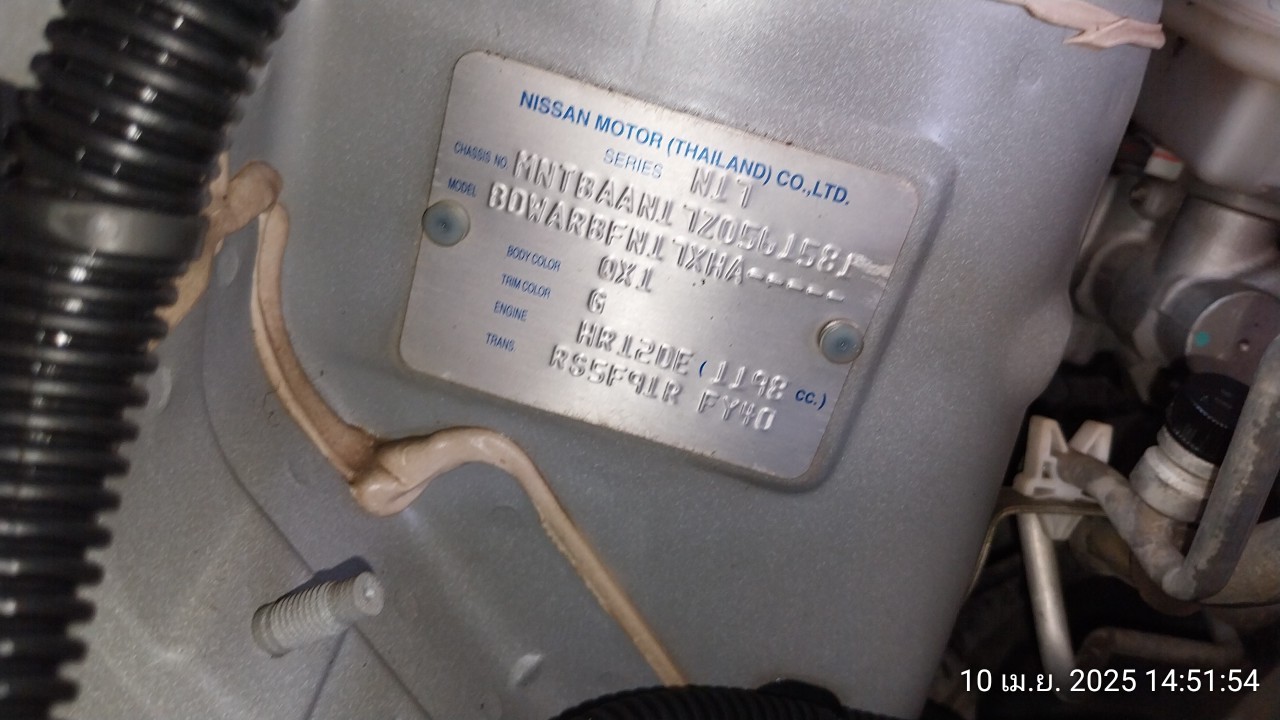 NISSAN MOTOR (THAILAND) CO.,LTD.
SERIES N17
CHASSIS NO. MNTBAAN17Z0561581
MODEL BDWARBFN17XHA-----
BODY COLOR QX1
TRIM COLOR G
ENGINE HR12DE (1198 cc.)
TRANS. RS5F91R FY40
10 เม.ย. 2025 14:51:54